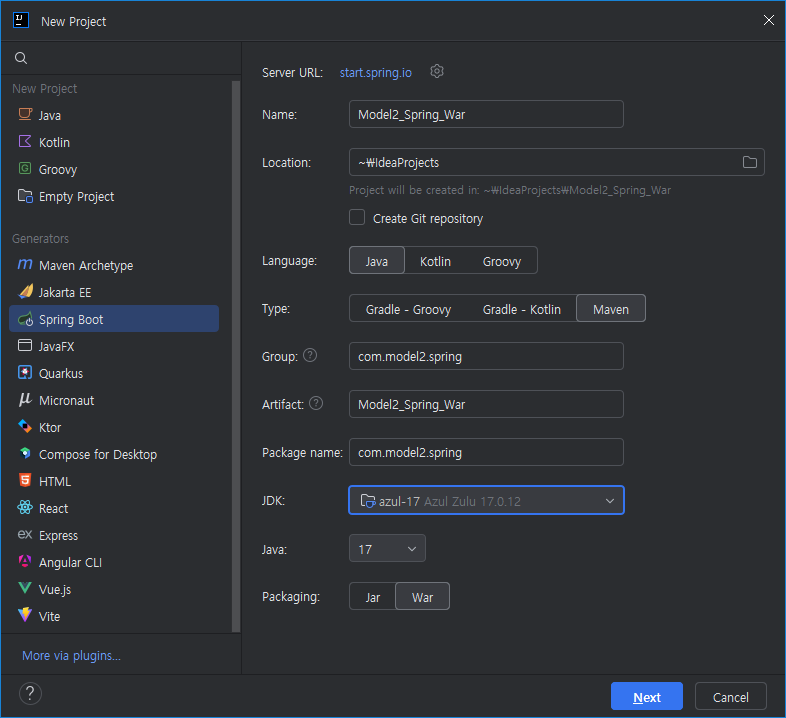 New Project
New Project
Java
Kotlin
Groovy
Empty Project
Generators
Maven Archetype
Jakarta EE
Spring Boot
JavaFX
Quarkus
Micronaut
Ktor
Compose for Desktop
HTML
React
Express
Angular CLI
Vue.js
Vite
More via plugins...
Server URL: start.spring.io
Name: Model2_Spring_War
Location: ~₩IdeaProjects
Project will be created in: ~₩IdeaProjects₩Model2_Spring_War
Create Git repository
Language: Java Kotlin Groovy
Type: Gradle - Groovy Gradle - Kotlin Maven
Group: com.model2.spring
Artifact: Model2_Spring_War
Package name: com.model2.spring
JDK: azul-17 Azul Zulu 17.0.12
Java: 17
Packaging: Jar War
? Next Cancel